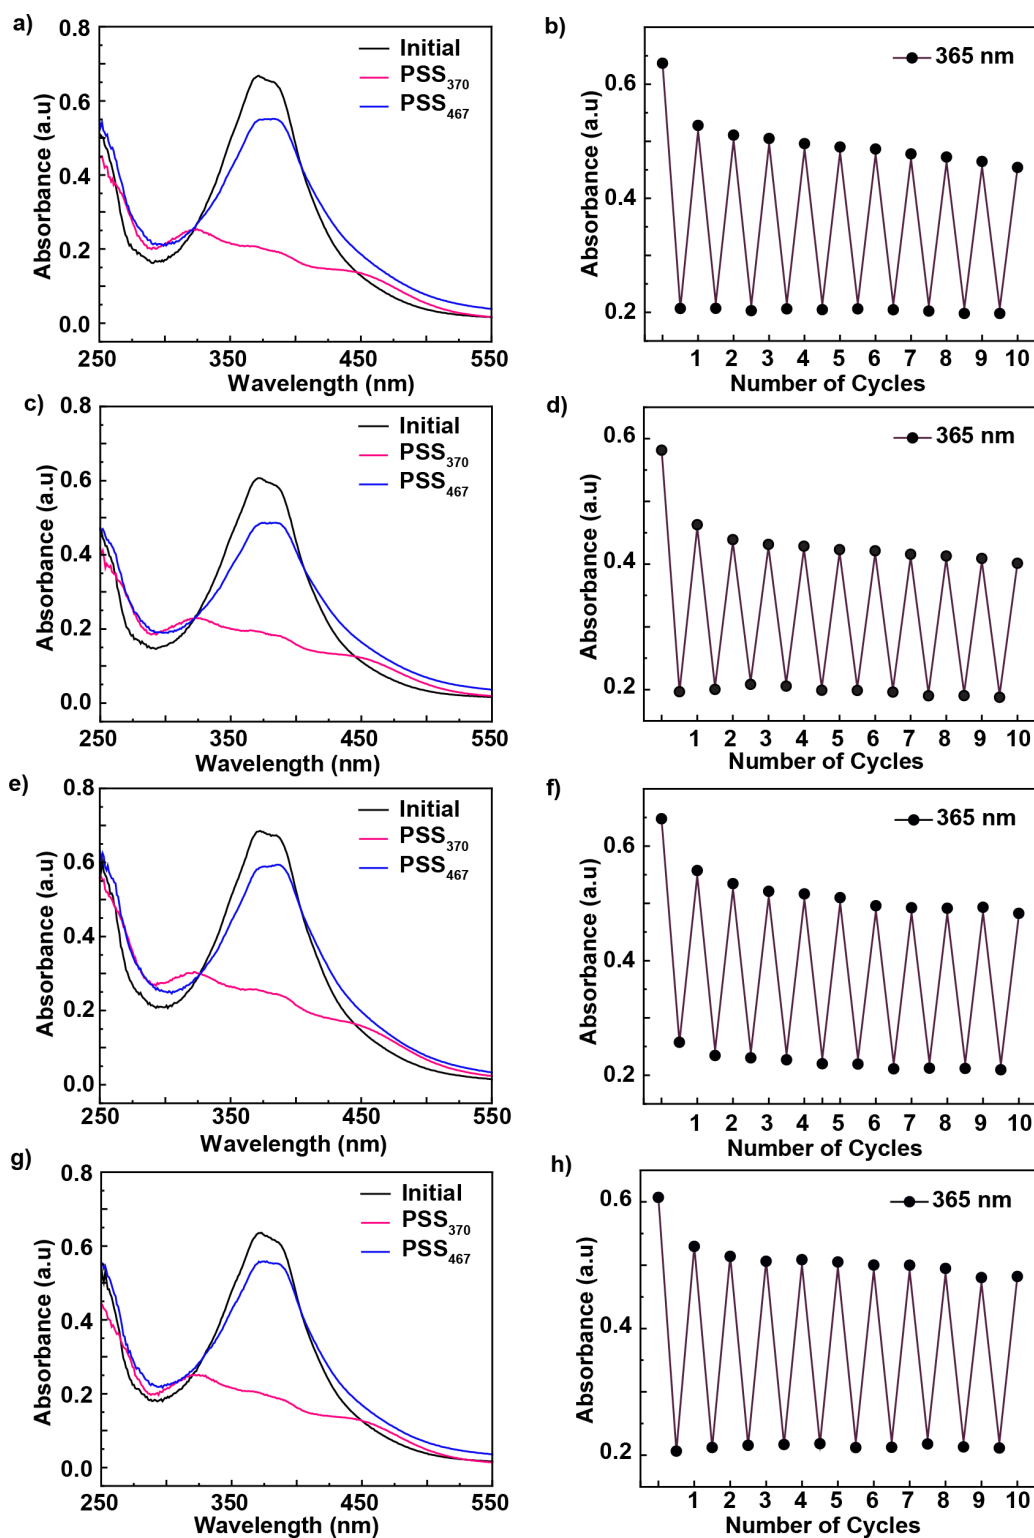 a)
0.8
0.6
0.4
0.2
0.0
Absorbance (a.u)
Initial
PSS370
PSS467
250 350 450 550
Wavelength (nm)
b)
0.6
0.4
0.2
Absorbance (a.u)
365 nm
1 2 3 4 5 6 7 8 9 10
Number of Cycles
c)
0.8
0.6
0.4
0.2
0.0
Absorbance (a.u)
Initial
PSS370
PSS467
250 350 450 550
Wavelength (nm)
d)
0.6
0.4
0.2
Absorbance (a.u)
365 nm
1 2 3 4 5 6 7 8 9 10
Number of Cycles
e)
0.8
0.6
0.4
0.2
0.0
Absorbance (a.u)
Initial
PSS370
PSS467
250 350 450 550
Wavelength (nm)
f)
0.6
0.4
0.2
Absorbance (a.u)
365 nm
1 2 3 4 5 6 7 8 9 10
Number of Cycles
g)
0.8
0.6
0.4
0.2
0.0
Absorbance (a.u)
Initial
PSS370
PSS467
250 350 450 550
Wavelength (nm)
h)
0.6
0.4
0.2
Absorbance (a.u)
365 nm
1 2 3 4 5 6 7 8 9 10
Number of Cycles